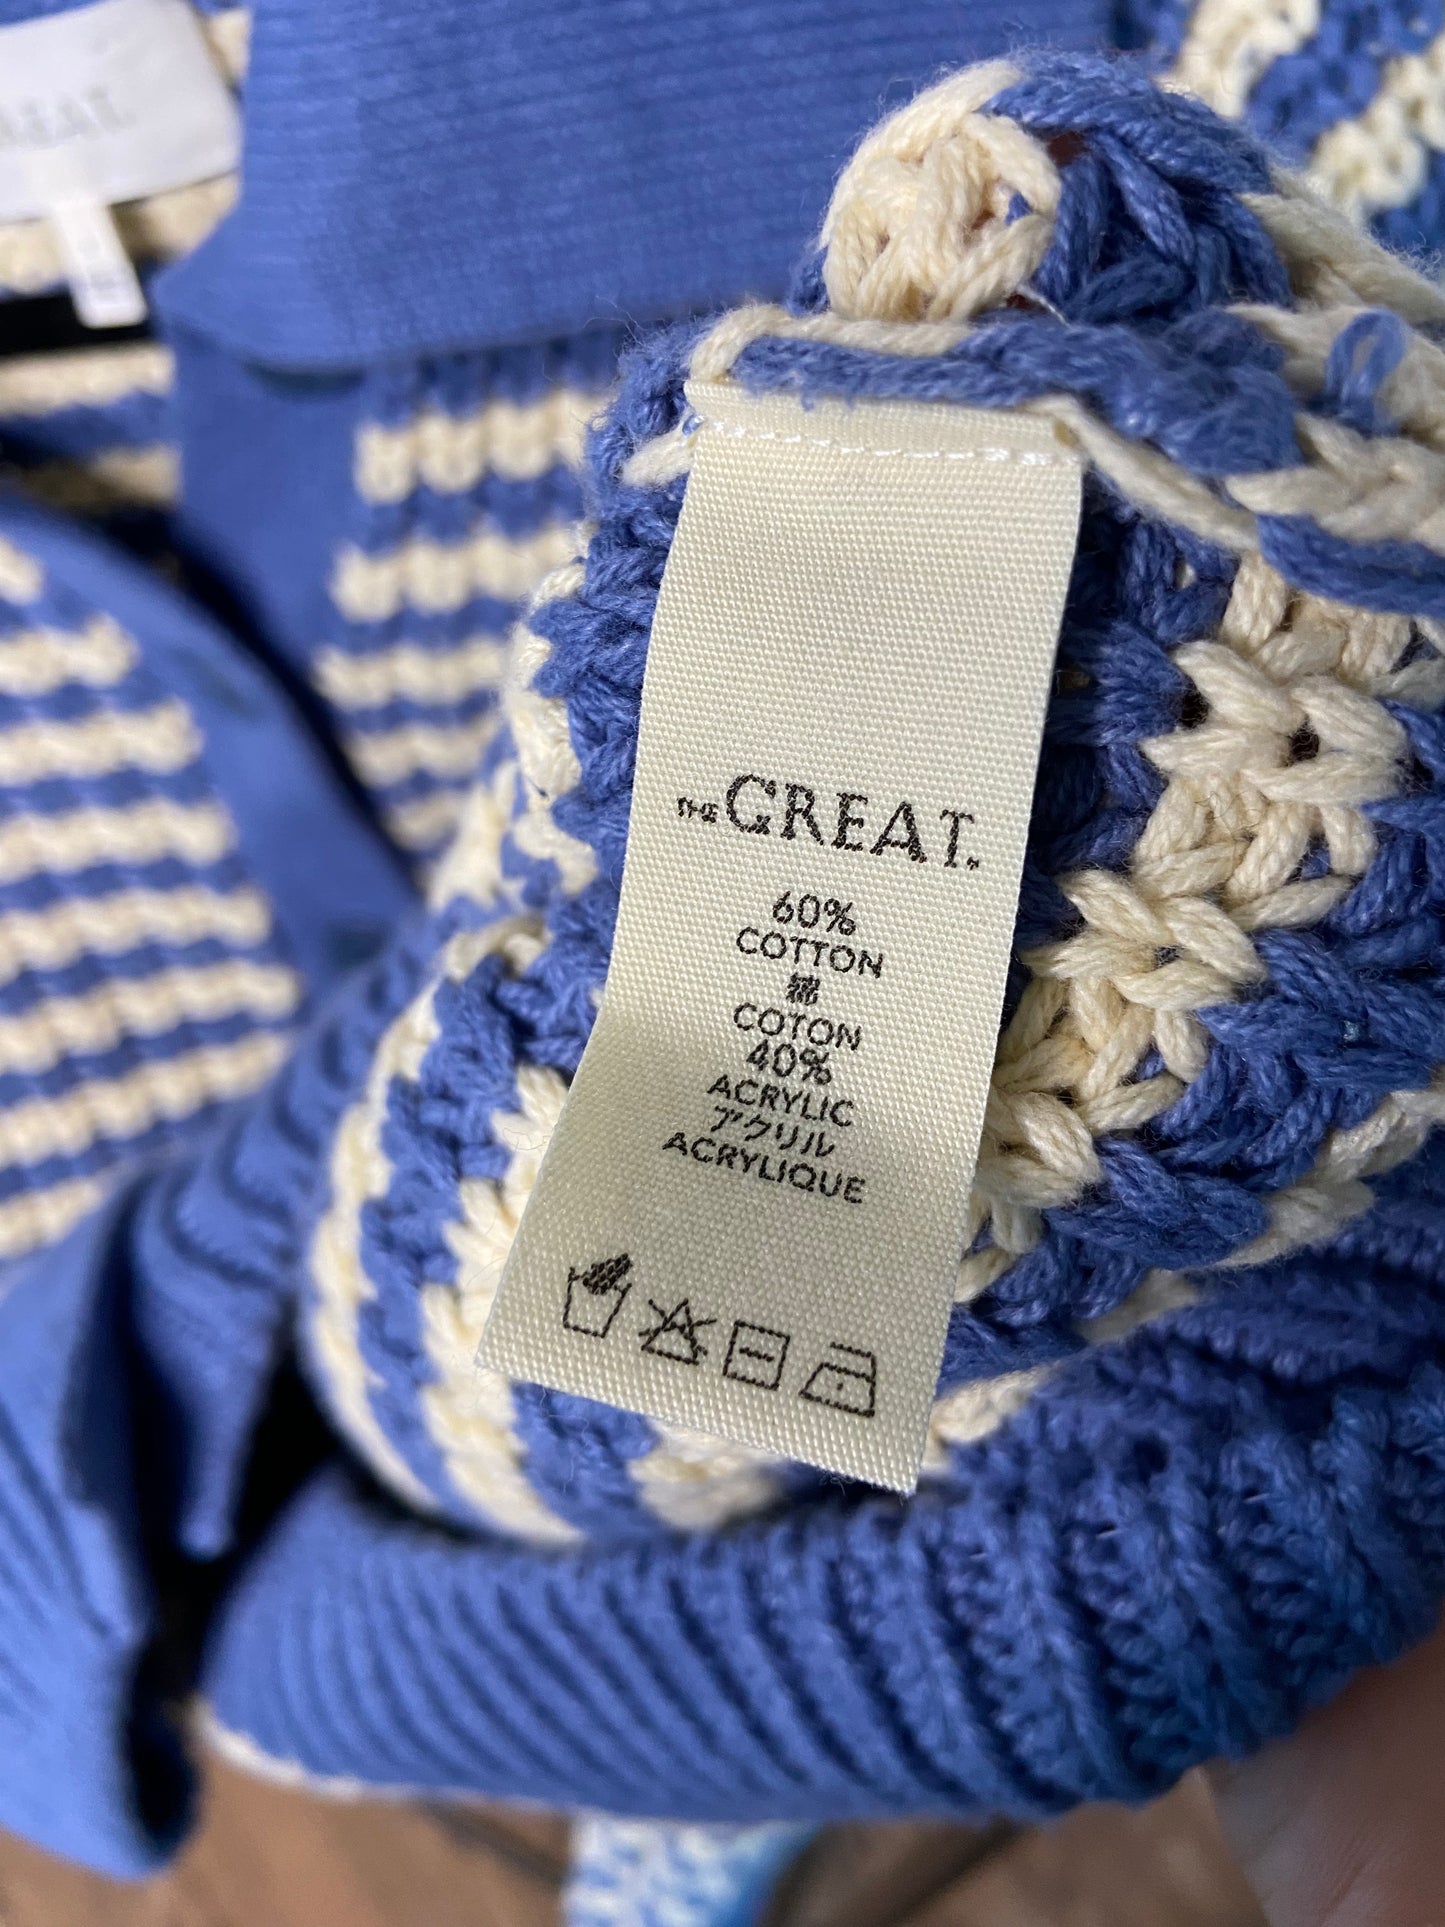 THE GREAT.
60%
COTTON
綿
COTON
40%
ACRYLIC
アクリル
ACRYLIQUE